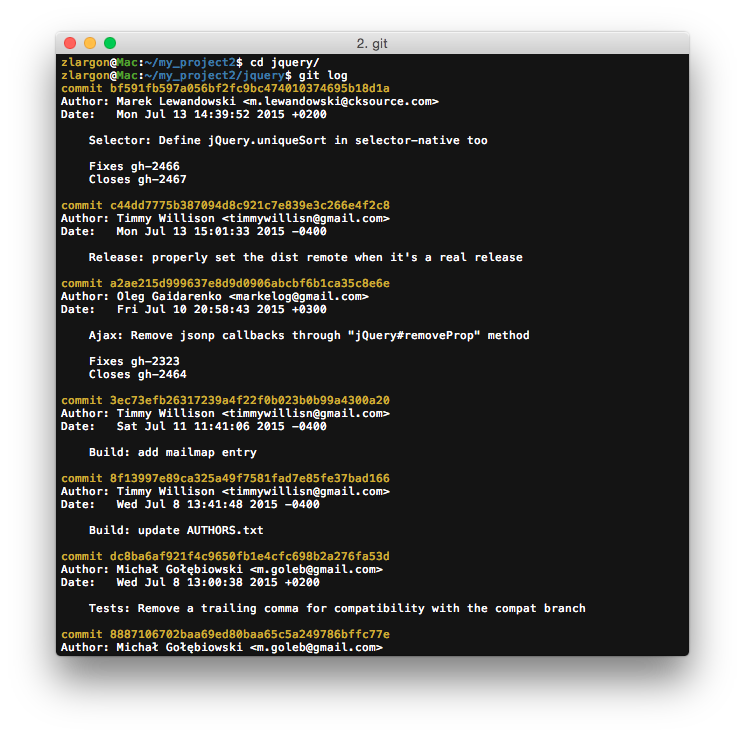 2. git
zlargon@Mac:~/my_project2$ cd jquery/
zlargon@Mac:~/my_project2/jquery$ git log
commit bf591fb597a056bf2fc9bc474010374695b18d1a
Author: Marek Lewandowski <m.lewandowski@cksource.com>
Date:   Mon Jul 13 14:39:52 2015 +0200
    Selector: Define jQuery.uniqueSort in selector-native too
    Fixes gh-2466
    Closes gh-2467
commit c44dd7775b387094d8c921c7e839e3c266e4f2c8
Author: Timmy Willison <timmywillisn@gmail.com>
Date:   Mon Jul 13 15:01:33 2015 -0400
    Release: properly set the dist remote when it's a real release
commit a2ae215d999637e8d9d0906abcbf6b1ca35c8e6e
Author: Oleg Gaidarenko <markelog@gmail.com>
Date:   Fri Jul 10 20:58:43 2015 +0300
    Ajax: Remove jsonp callbacks through "jQuery#removeProp" method
    Fixes gh-2323
    Closes gh-2464
commit 3ec73efb26317239a4f22f0b023b0b99a4300a20
Author: Timmy Willison <timmywillisn@gmail.com>
Date:   Sat Jul 11 11:41:06 2015 -0400
    Build: add mailmap entry
commit 8f13997e89ca325a49f7581fad7e85fe37bad166
Author: Timmy Willison <timmywillisn@gmail.com>
Date:   Wed Jul 8 13:41:48 2015 -0400
    Build: update AUTHORS.txt
commit dc8ba6af921f4c9650fb1e4cfc698b2a276fa53d
Author: Michał Gołębiowski <m.goleb@gmail.com>
Date:   Wed Jul 8 13:00:38 2015 +0200
    Tests: Remove a trailing comma for compatibility with the compat branch
commit 8887106702baa69ed80baa65c5a249786bffc77e
Author: Michał Gołębiowski <m.goleb@gmail.com>